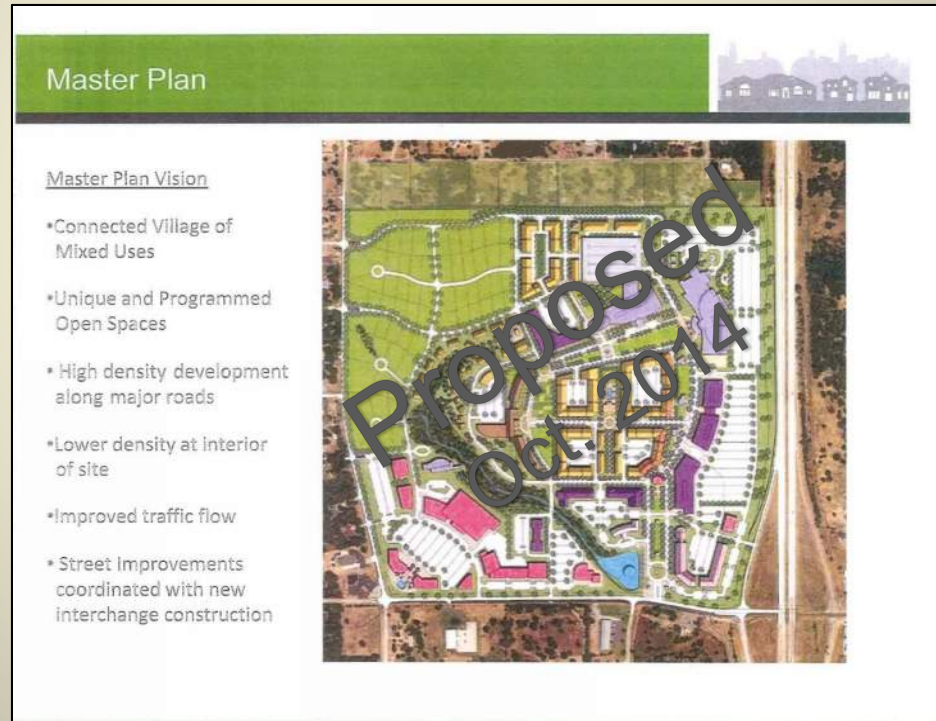 Master Plan
Master Plan Vision
•Connected Village of
Mixed Uses
•Unique and Programmed
Open Spaces
• High density development
along major roads
•Lower density at interior
of site
•Improved traffic flow
• Street Improvements
coordinated with new
interchange construction
Proposed
Oct. 2014